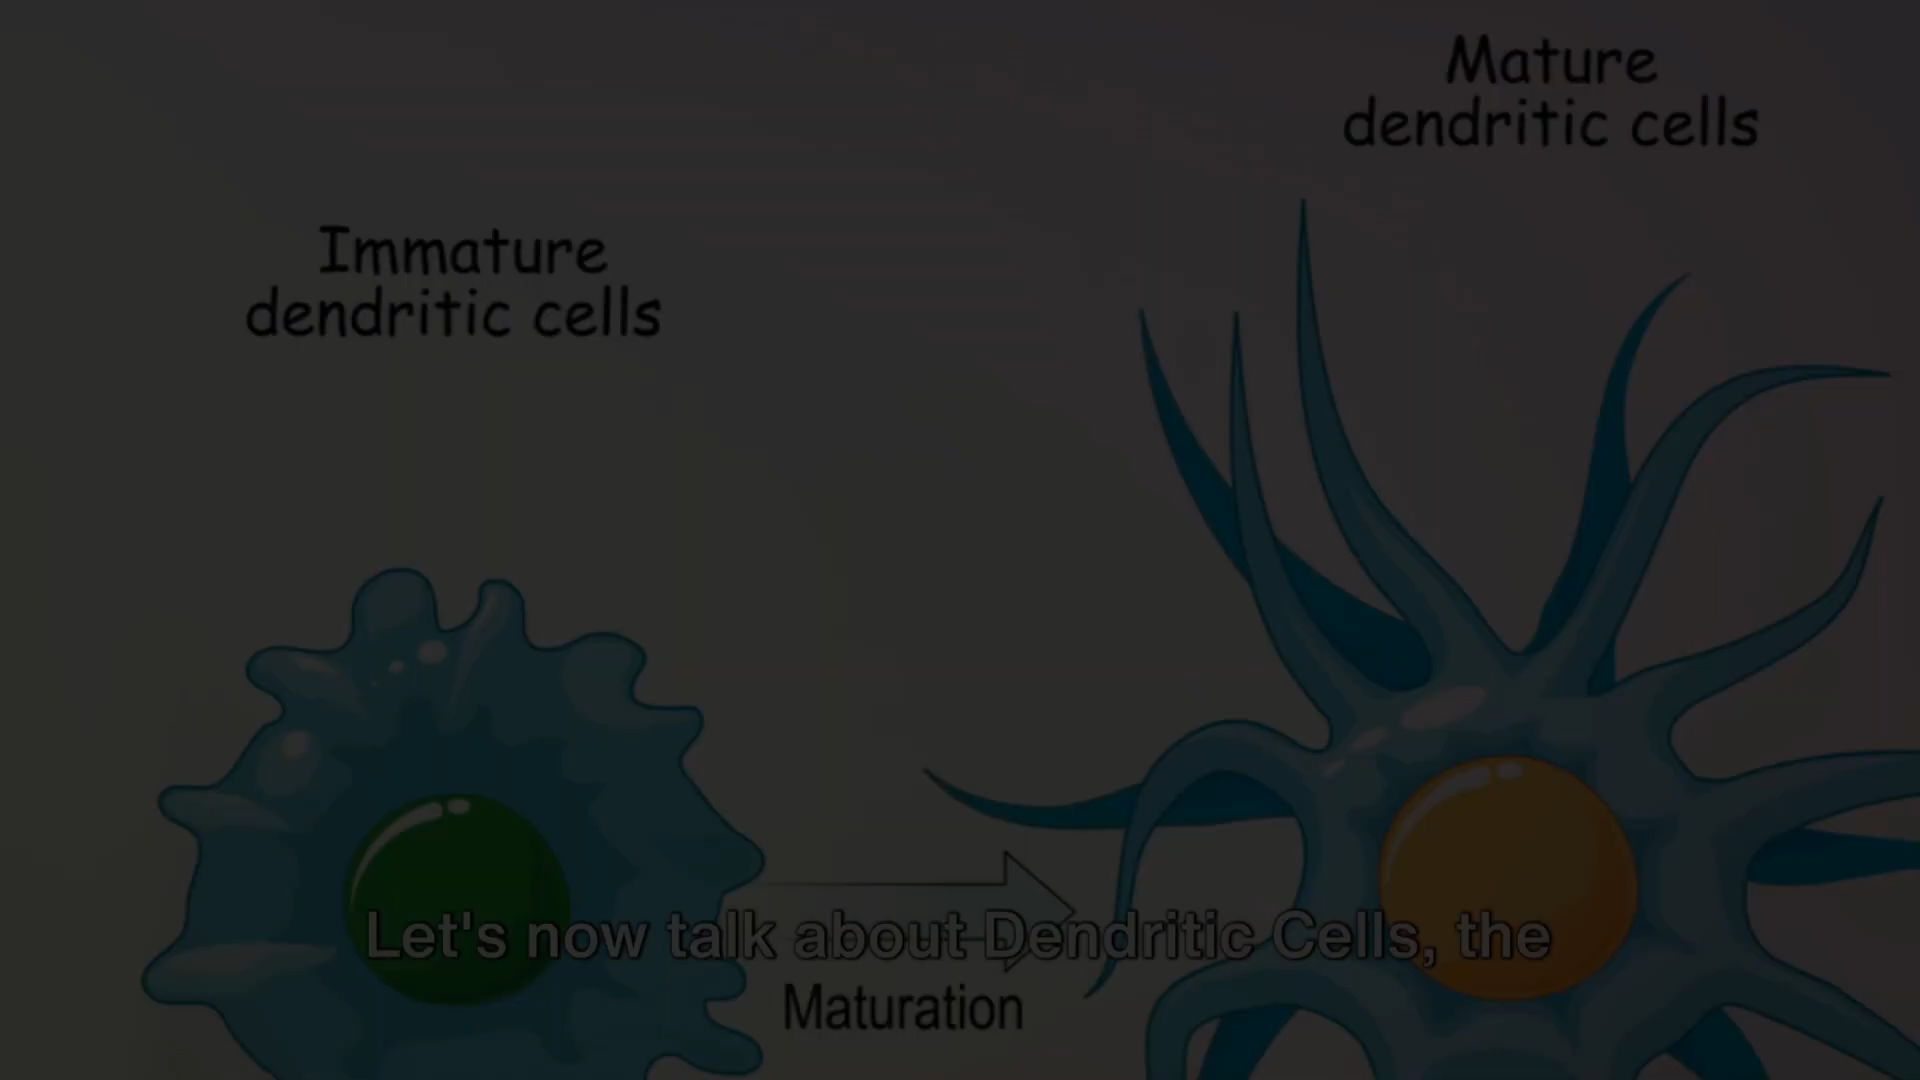 Mature
dendritic cells
Immature
dendritic cells
Let's now talk about Dendritic Cells, the
Maturation